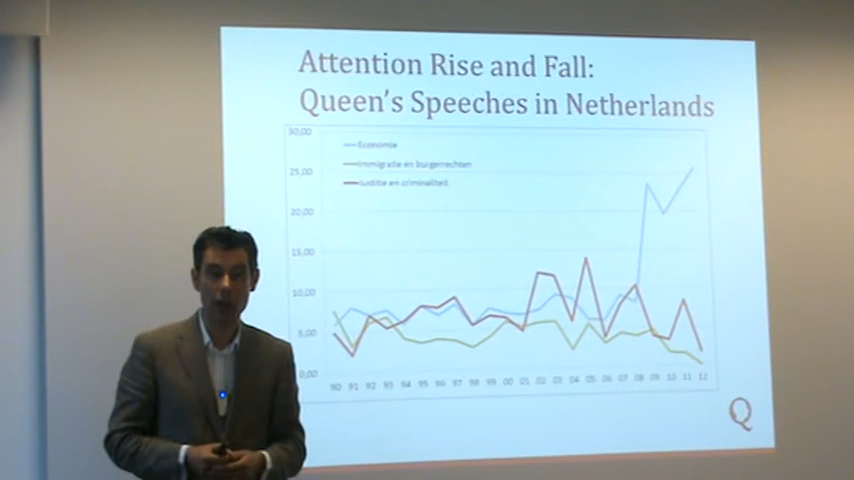 Attention Rise and Fall:
Queen's Speeches in Netherlands
30,00
Economie
Immigratie en burgerrechten
25,00
Justitie en criminaliteit
20,00
15,00
10,00
5,00
0,00
90 91 92 93 94 95 96 97 98 99 00 01 02 03 04 05 06 07 08 09 10 11 12
Q